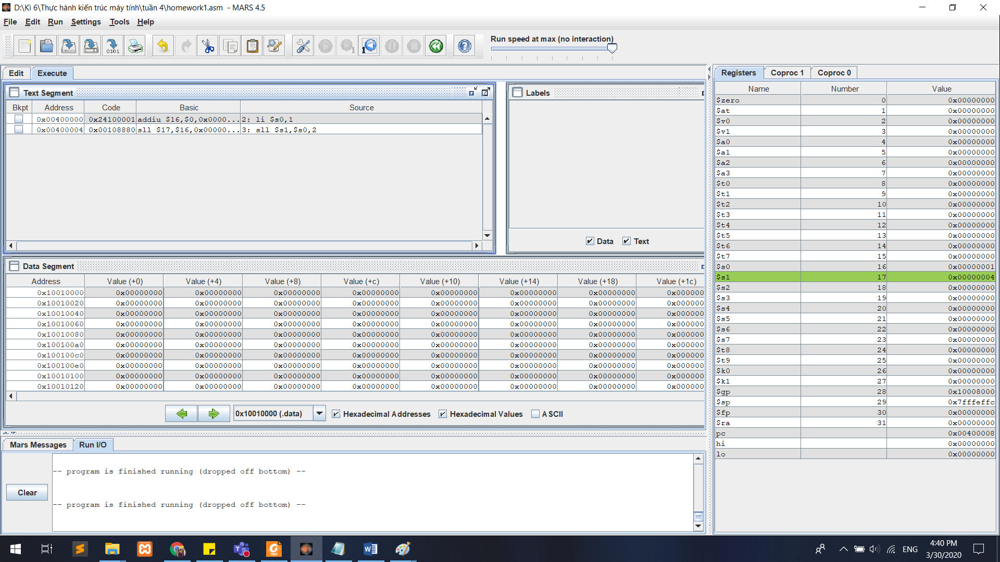 D:\Kì 6\Thực hành kiến trúc máy tính\tuần 4\homework1.asm - MARS 4.5
File Edit Run Settings Tools Help
Run speed at max (no interaction)
Edit Execute
Text Segment
Bkpt Address Code Basic Source
0x00400000 0x24100001 addiu $16,$0,0x0000... 2: li $s0,1
0x00400004 0x00108880 sll $17,$16,0x00000... 3: sll $s1,$s0,2
Labels
Data Text
Data Segment
Address Value (+0) Value (+4) Value (+8) Value (+c) Value (+10) Value (+14) Value (+18) Value (+1c)
0x10010000 0x00000000 0x00000000 0x00000000 0x00000000 0x00000000 0x00000000 0x00000000 0x000000
0x10010020 0x00000000 0x00000000 0x00000000 0x00000000 0x00000000 0x00000000 0x00000000 0x000000
0x10010040 0x00000000 0x00000000 0x00000000 0x00000000 0x00000000 0x00000000 0x00000000 0x000000
0x10010060 0x00000000 0x00000000 0x00000000 0x00000000 0x00000000 0x00000000 0x00000000 0x000000
0x10010080 0x00000000 0x00000000 0x00000000 0x00000000 0x00000000 0x00000000 0x00000000 0x000000
0x100100a0 0x00000000 0x00000000 0x00000000 0x00000000 0x00000000 0x00000000 0x00000000 0x000000
0x100100c0 0x00000000 0x00000000 0x00000000 0x00000000 0x00000000 0x00000000 0x00000000 0x000000
0x100100e0 0x00000000 0x00000000 0x00000000 0x00000000 0x00000000 0x00000000 0x00000000 0x000000
0x10010100 0x00000000 0x00000000 0x00000000 0x00000000 0x00000000 0x00000000 0x00000000 0x000000
0x10010120 0x00000000 0x00000000 0x00000000 0x00000000 0x00000000 0x00000000 0x00000000 0x000000
0x10010000 (.data) Hexadecimal Addresses Hexadecimal Values ASCII
Mars Messages Run I/O
-- program is finished running (dropped off bottom) --
Clear
-- program is finished running (dropped off bottom) --
Registers Coproc 1 Coproc 0
Name Number Value
$zero 0 0x00000000
$at 1 0x00000000
$v0 2 0x00000000
$v1 3 0x00000000
$a0 4 0x00000000
$a1 5 0x00000000
$a2 6 0x00000000
$a3 7 0x00000000
$t0 8 0x00000000
$t1 9 0x00000000
$t2 10 0x00000000
$t3 11 0x00000000
$t4 12 0x00000000
$t5 13 0x00000000
$t6 14 0x00000000
$t7 15 0x00000000
$s0 16 0x00000001
$s1 17 0x00000004
$s2 18 0x00000000
$s3 19 0x00000000
$s4 20 0x00000000
$s5 21 0x00000000
$s6 22 0x00000000
$s7 23 0x00000000
$t8 24 0x00000000
$t9 25 0x00000000
$k0 26 0x00000000
$k1 27 0x00000000
$gp 28 0x10008000
$sp 29 0x7fffeffc
$fp 30 0x00000000
$ra 31 0x00000000
pc 0x00400008
hi 0x00000000
lo 0x00000000
ENG
4:40 PM
3/30/2020